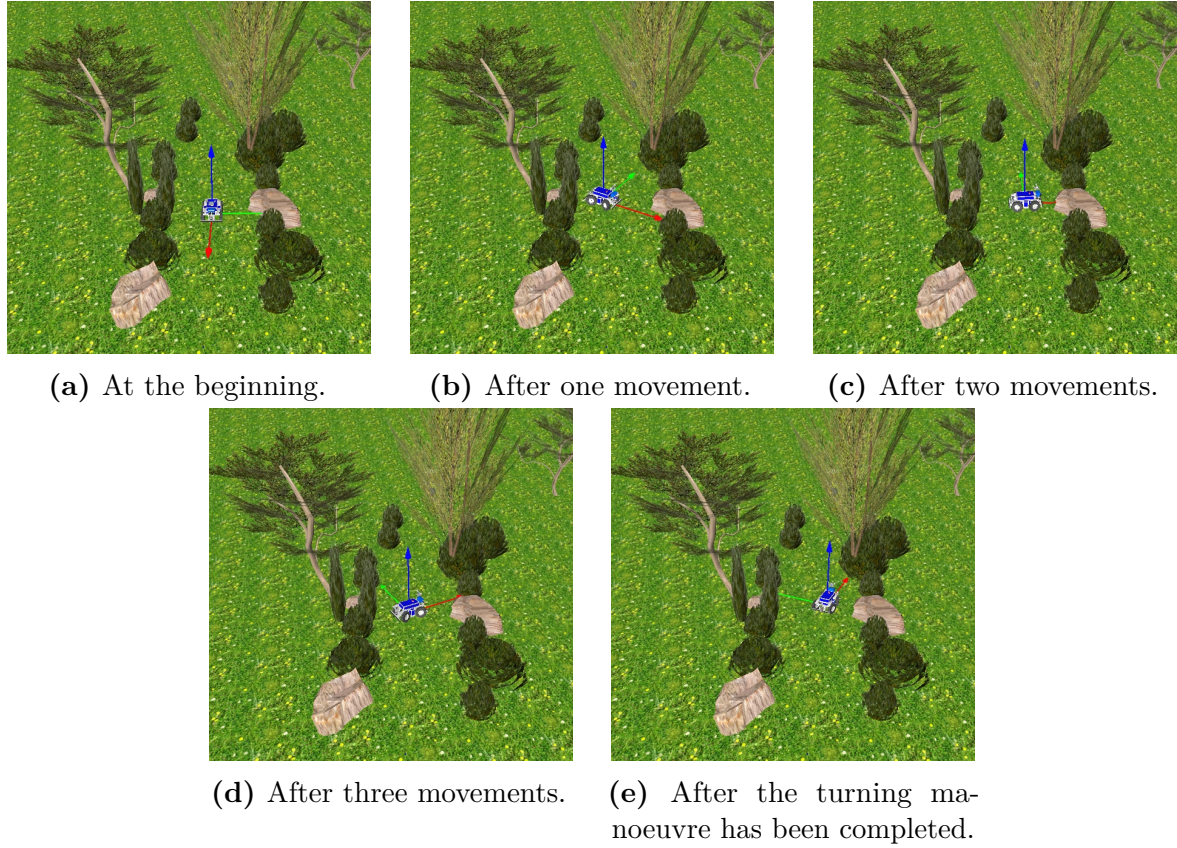 (a) At the beginning.
(b) After one movement.
(c) After two movements.
(d) After three movements.
(e) After the turning ma-
noeuvre has been completed.